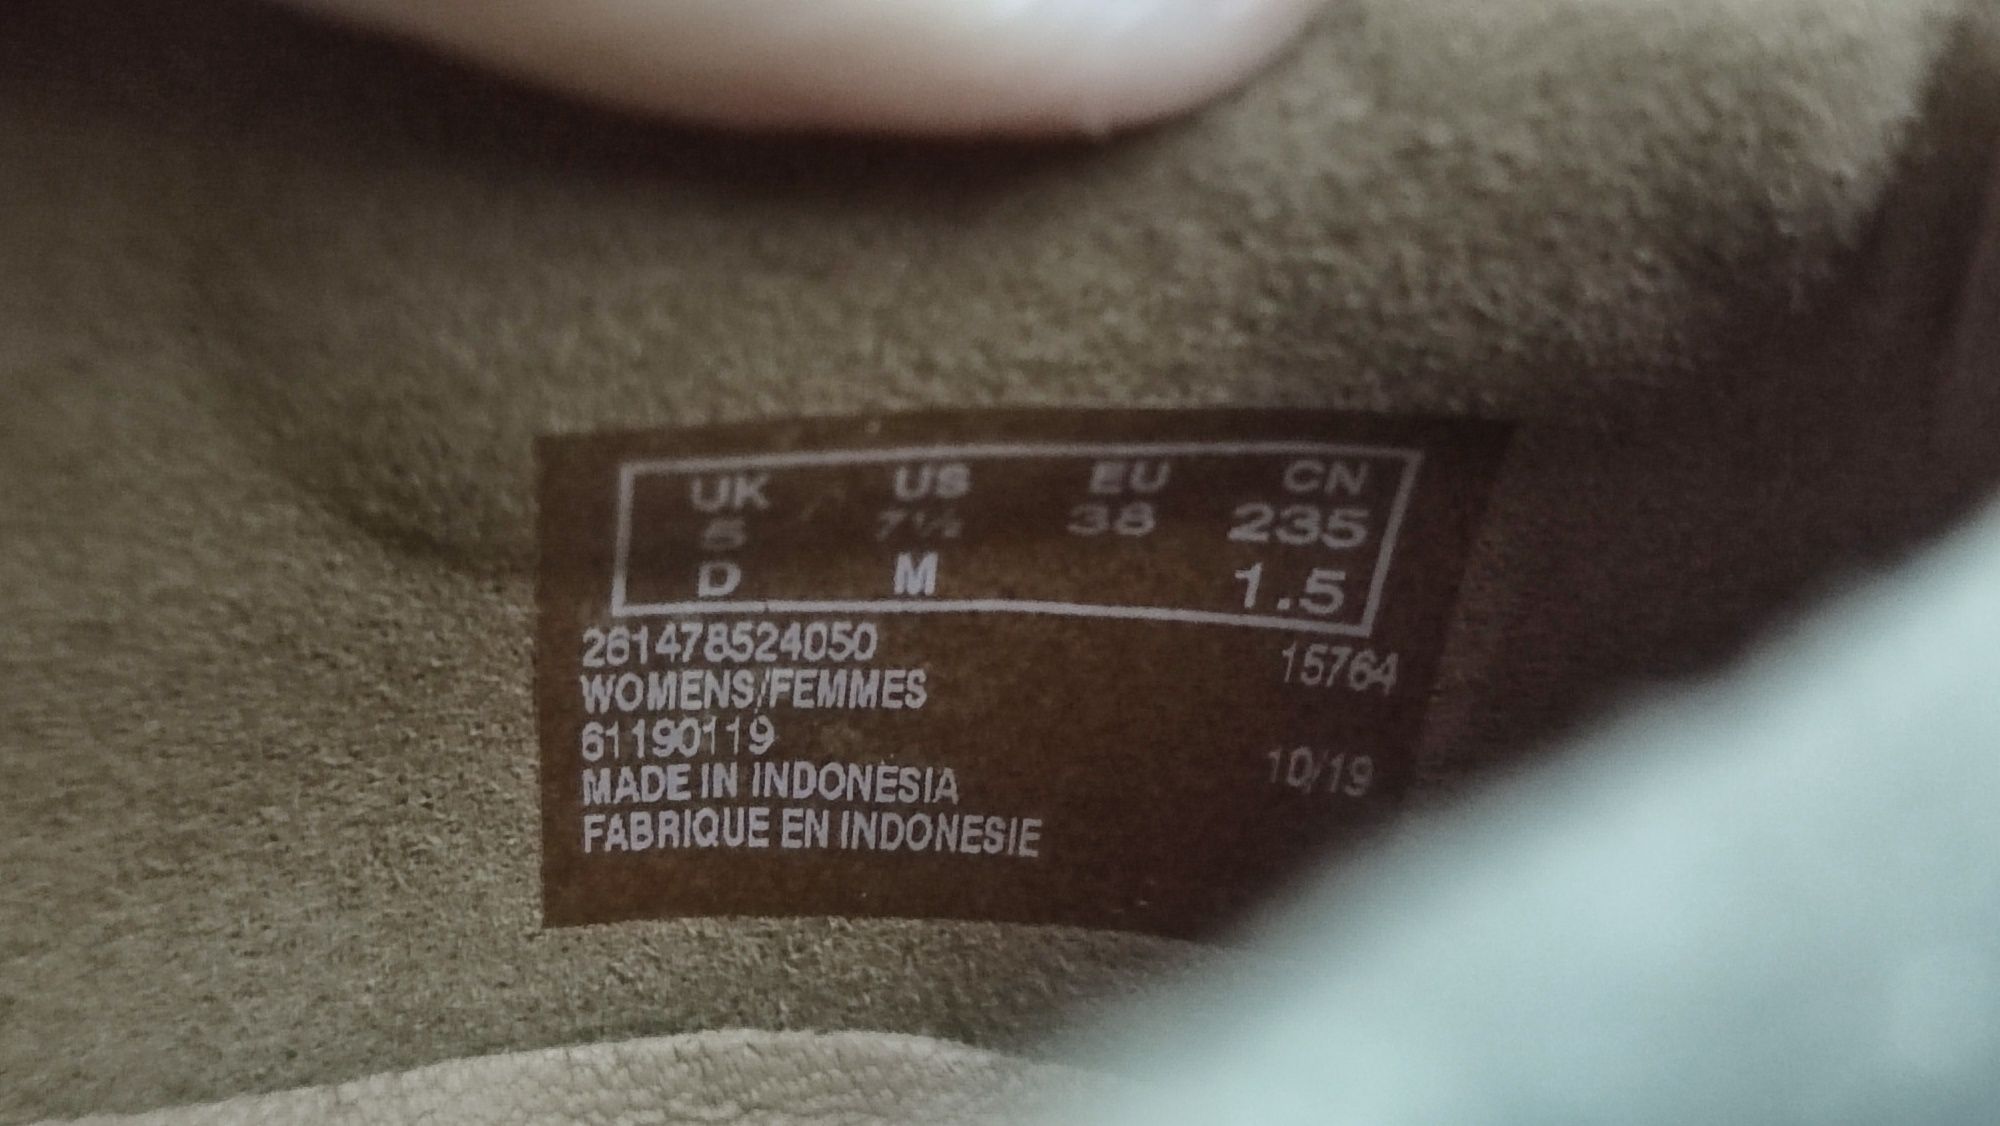 UK US EU CN
5 7½ 38 235
D M 1.5
261478524050 15764
WOMENS/FEMMES
61190119
MADE IN INDONESIA 10/19
FABRIQUE EN INDONESIE